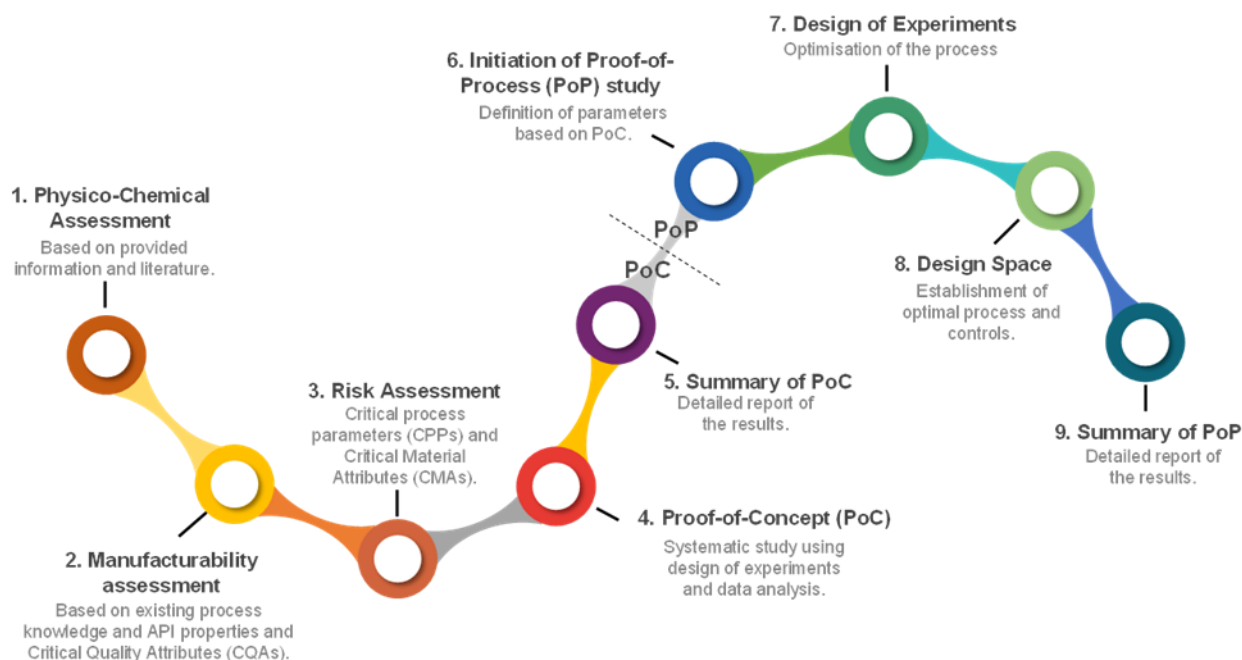 1. Physico-Chemical
Assessment
Based on provided
information and literature.
2. Manufacturability
assessment
Based on existing process
knowledge and API properties and
Critical Quality Attributes (CQAs).
3. Risk Assessment
Critical process
parameters (CPPs) and
Critical Material
Attributes (CMAs).
4. Proof-of-Concept (PoC)
Systematic study using
design of experiments
and data analysis.
5. Summary of PoC
Detailed report of
the results.
PoC
PoP
6. Initiation of Proof-of-
Process (PoP) study
Definition of parameters
based on PoC.
7. Design of Experiments
Optimisation of the process
8. Design Space
Establishment of
optimal process and
controls.
9. Summary of PoP
Detailed report of
the results.